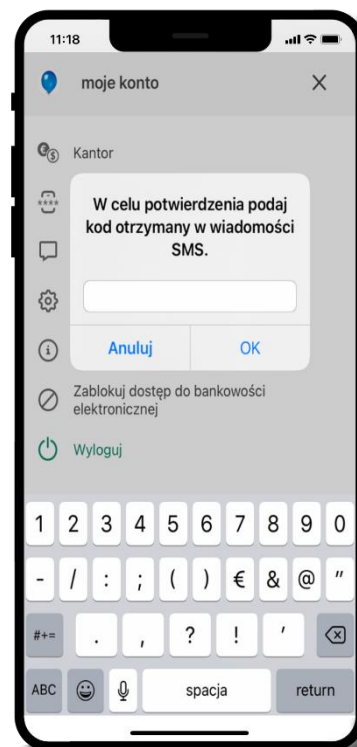 11:18
moje konto
Kantor
W celu potwierdzenia podaj
kod otrzymany w wiadomości
SMS.
Anuluj OK
Zablokuj dostęp do bankowości
elektronicznej
Wyloguj
1 2 3 4 5 6 7 8 9 0
- / : ; ( ) € & @ "
#+= . , ? ! '
ABC spacja return